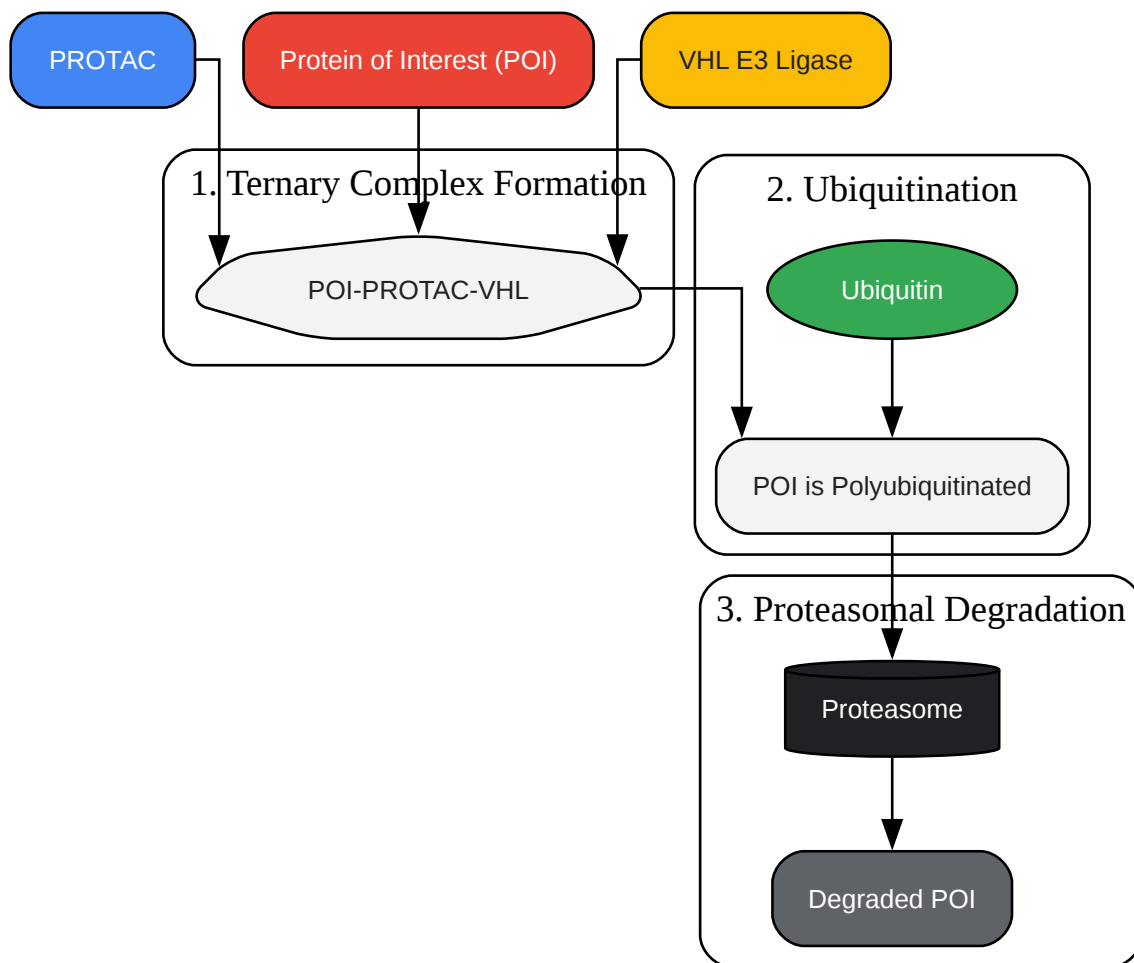 PROTAC
Protein of Interest (POI)
VHL E3 Ligase
1. Ternary Complex Formation
POI-PROTAC-VHL
2. Ubiquitination
Ubiquitin
POI is Polyubiquitinated
3. Proteasomal Degradation
Proteasome
Degraded POI